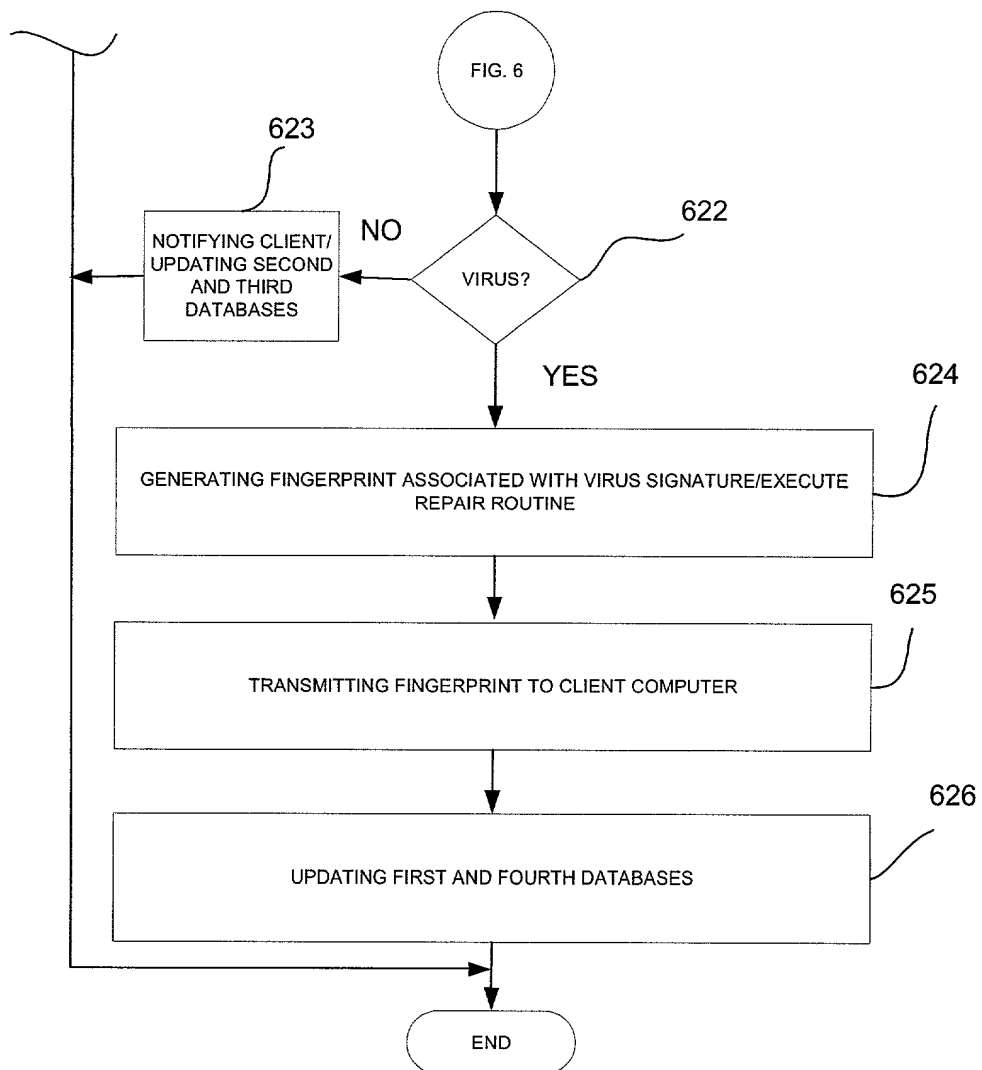 FIG. 6
623
622
NO
NOTIFYING CLIENT/
UPDATING SECOND
AND THIRD
DATABASES
VIRUS?
YES
624
GENERATING FINGERPRINT ASSOCIATED WITH VIRUS SIGNATURE/EXECUTE
REPAIR ROUTINE
625
TRANSMITTING FINGERPRINT TO CLIENT COMPUTER
626
UPDATING FIRST AND FOURTH DATABASES
END